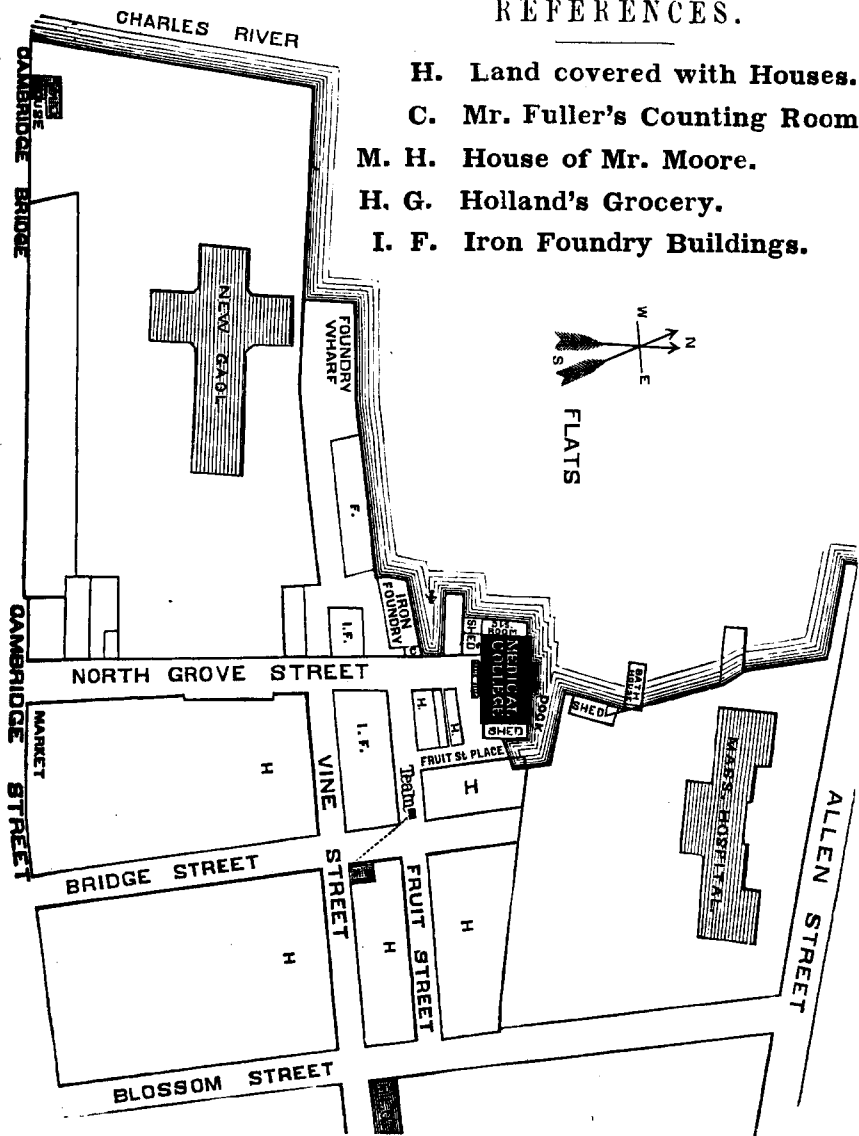 REFERENCES.
H. Land covered with Houses.
C. Mr. Fuller's Counting Room
M. H. House of Mr. Moore.
H. G. Holland's Grocery.
I. F. Iron Foundry Buildings.
CHARLES RIVER
CAMBRIDGE BRIDGE
HOUSE
NEW GAOL
FOUNDRY
WHARF
W
N
S
E
FLATS
F.
IRON
FOUNDRY
I.F.
C
SHED
MEDICAL
COLLEGE
SHED
DOCK
SHED
BATH
HOUSE
MASS. HOSPITAL
NORTH GROVE STREET
CAMBRIDGE STREET
MARKET
H
I.F.
H.
H.
FRUIT St. PLACE
H
Team
VINE STREET
BRIDGE STREET
FRUIT STREET
H
H
H
ALLEN STREET
BLOSSOM STREET